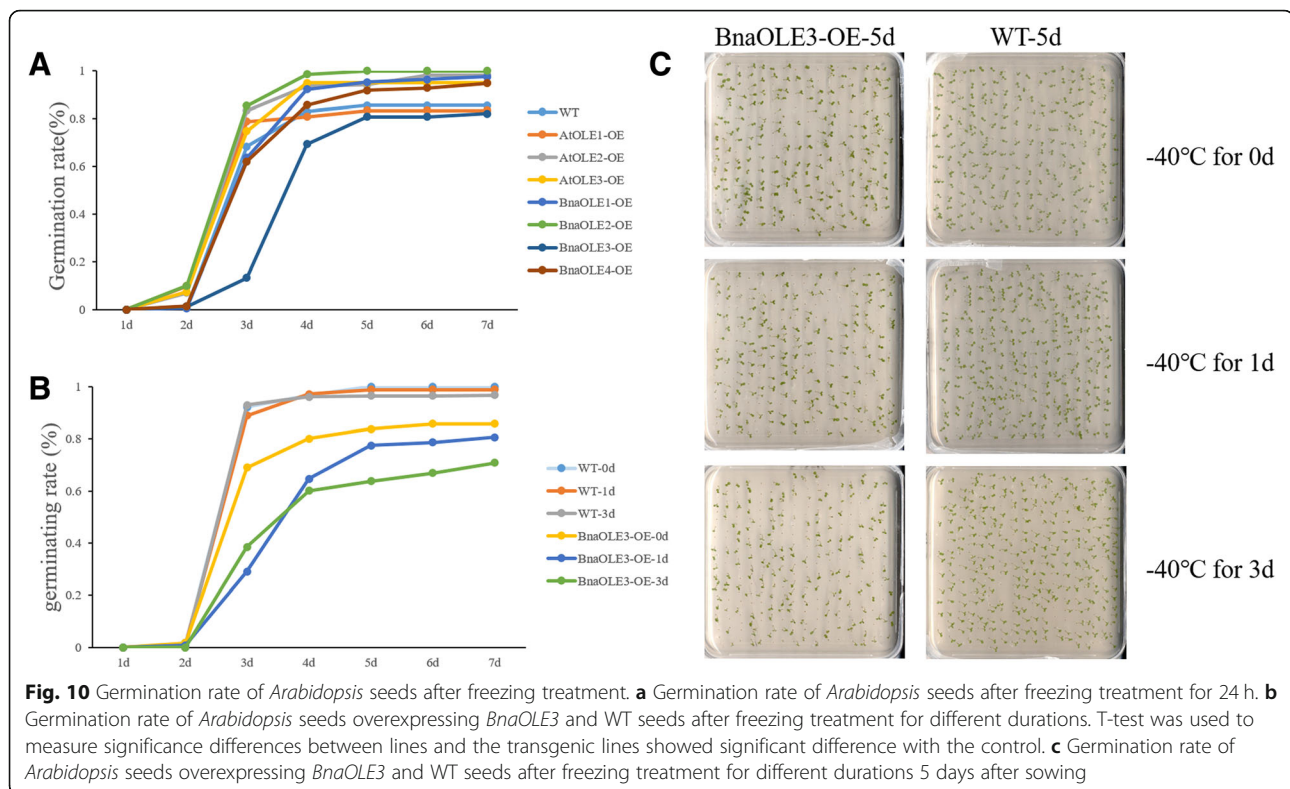 A
Germination rate(%)
1
0.8
0.6
0.4
0.2
0
1d 2d 3d 4d 5d 6d 7d
WT
AtOLE1-OE
AtOLE2-OE
AtOLE3-OE
BnaOLE1-OE
BnaOLE2-OE
BnaOLE3-OE
BnaOLE4-OE
B
germinating rate (%)
1
0.8
0.6
0.4
0.2
0
1d 2d 3d 4d 5d 6d 7d
WT-0d
WT-1d
WT-3d
BnaOLE3-OE-0d
BnaOLE3-OE-1d
BnaOLE3-OE-3d
C
BnaOLE3-OE-5d WT-5d
-40°C for 0d
-40°C for 1d
-40°C for 3d
Fig. 10 Germination rate of Arabidopsis seeds after freezing treatment. a Germination rate of Arabidopsis seeds after freezing treatment for 24 h. b
Germination rate of Arabidopsis seeds overexpressing BnaOLE3 and WT seeds after freezing treatment for different durations. T-test was used to
measure significance differences between lines and the transgenic lines showed significant difference with the control. c Germination rate of
Arabidopsis seeds overexpressing BnaOLE3 and WT seeds after freezing treatment for different durations 5 days after sowing